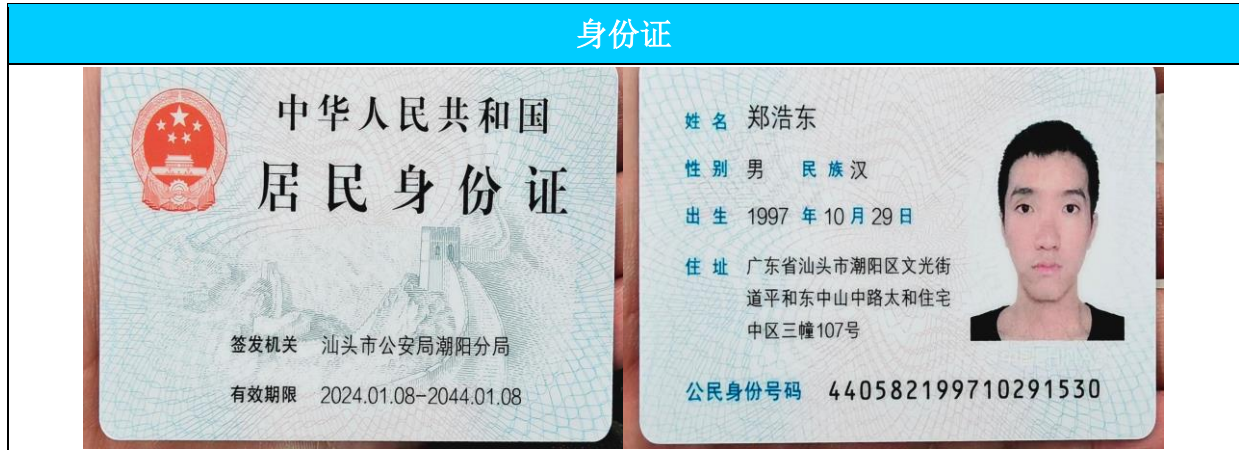 身份证
中华人民共和国
居民身份证
签发机关 汕头市公安局潮阳分局
有效期限 2024.01.08-2044.01.08
姓名 郑浩东
性别 男 民族 汉
出生 1997 年 10 月 29 日
住址 广东省汕头市潮阳区文光街
道平和东中山中路太和住宅
中区三幢107号
公民身份号码 440582199710291530